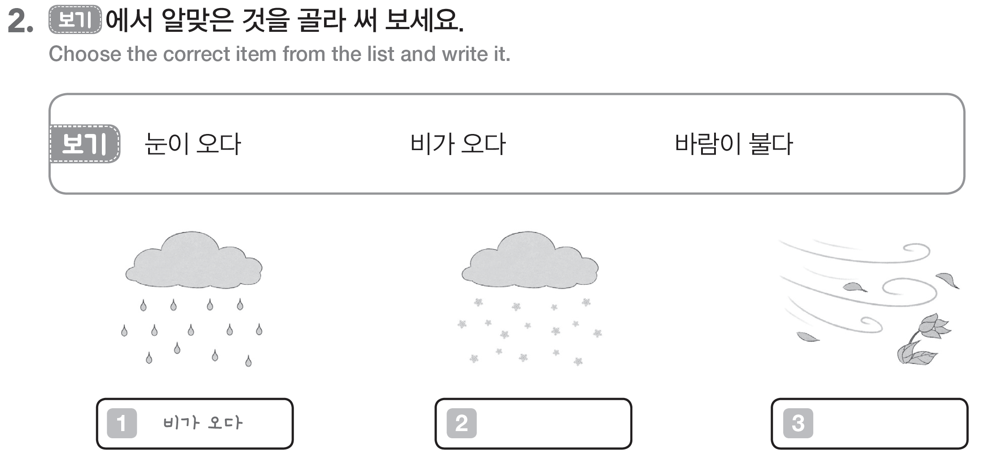 2. 보기에서 알맞은 것을 골라 써 보세요.
Choose the correct item from the list and write it.
보기 눈이 오다 비가 오다 바람이 불다
1 비가 오다 2 3